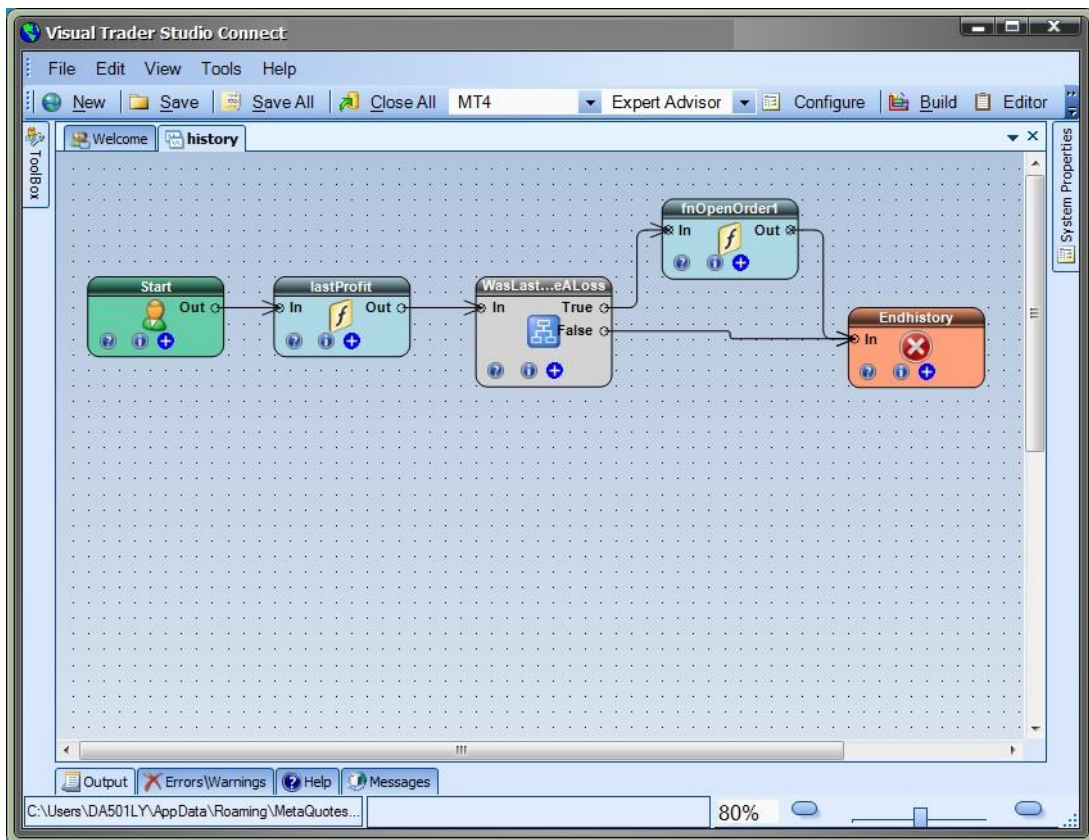 Visual Trader Studio Connect
File Edit View Tools Help
New Save Save All Close All MT4 Expert Advisor Configure Build Editor
ToolBox
Welcome history
System Properties
fnOpenOrder1
In Out
Start lastProfit WasLast...eALoss
Out In Out In True
False
Endhistory
In
Output Errors\Warnings Help Messages
C:\Users\DA501LY\AppData\Roaming\MetaQuotes... 80%